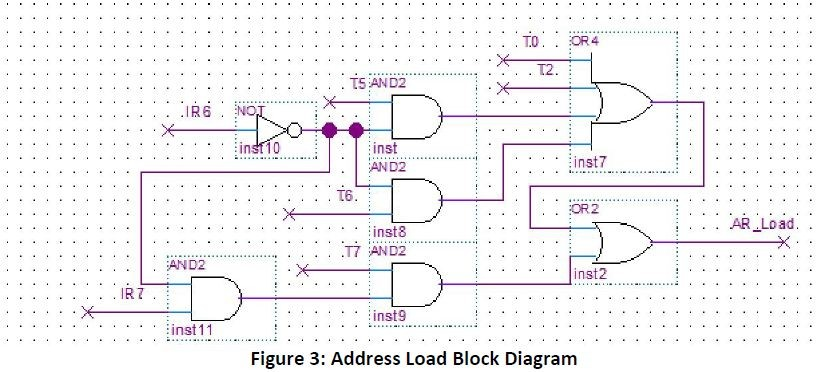 T0
OR4
T2
T5
AND2
IR6
NOT
inst10
inst
inst7
AND2
T6
inst8
OR2
AR_Load
T7
AND2
inst2
AND2
IR7
inst9
inst11
Figure 3: Address Load Block Diagram